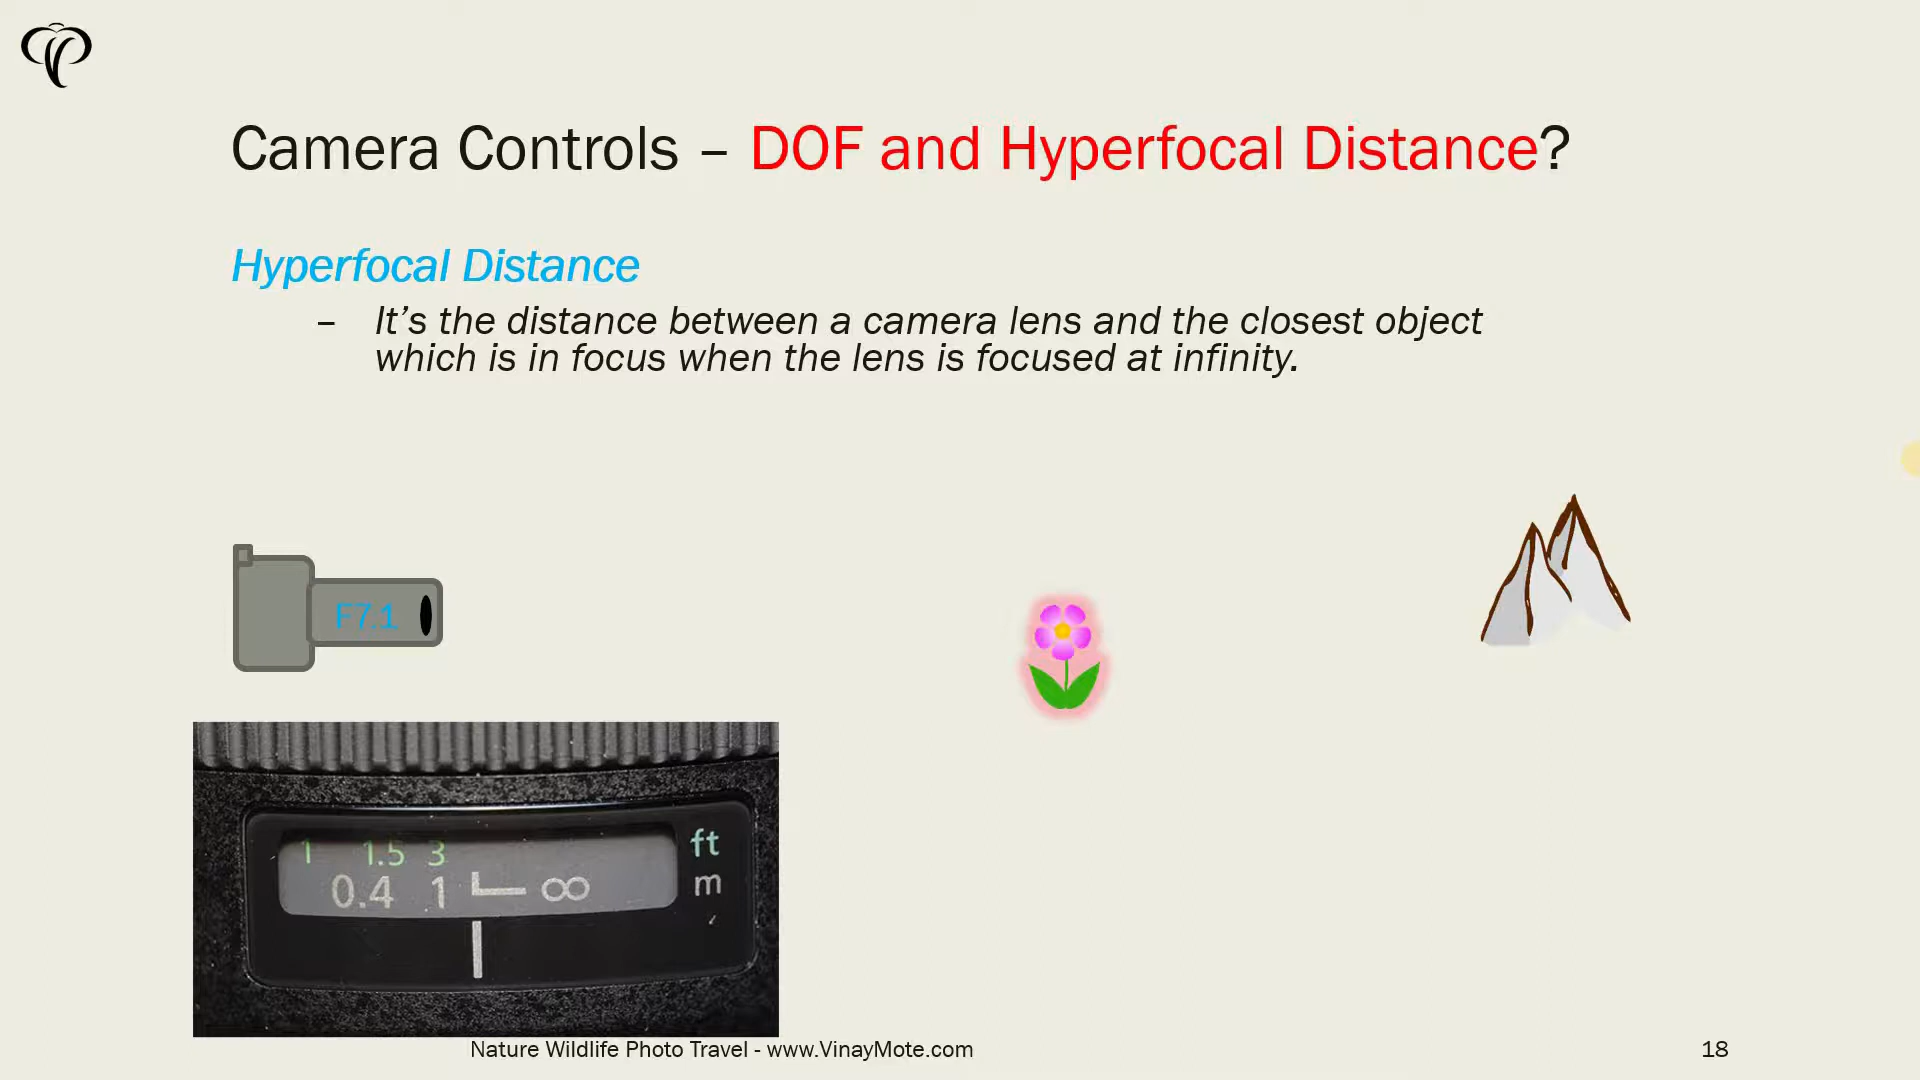 Camera Controls – DOF and Hyperfocal Distance?
Hyperfocal Distance
– It’s the distance between a camera lens and the closest object
which is in focus when the lens is focused at infinity.
F7.1
1 1.5 3 ft
0.4 1 ∞ m
Nature Wildlife Photo Travel - www.VinayMote.com
18